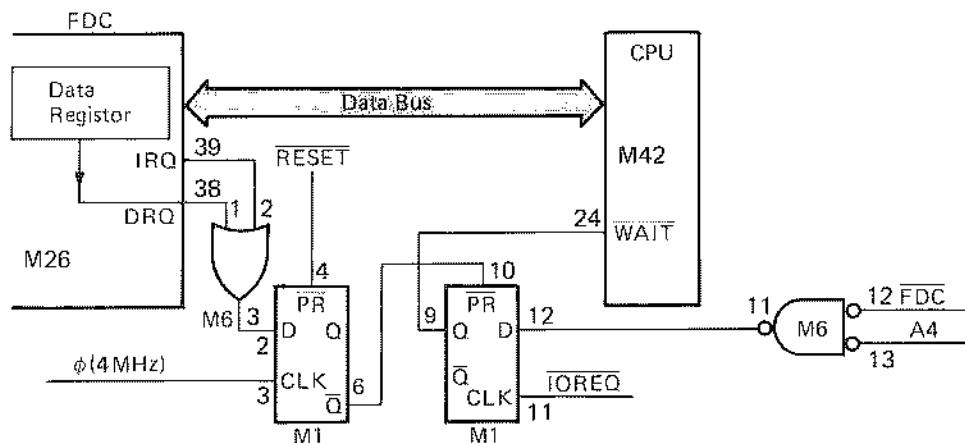 FDC
CPU
Data
Registor
Data Bus
M42
IRQ
39
RESET
38
DRQ
1
2
24
WAIT
M26
4
10
PR
PR
M6
3
D
Q
2
9
Q
D
12
11
M6
12
FDC
A4
13
φ(4MHz)
3
CLK
6
Q
Q
CLK
IOREQ
11
M1
M1